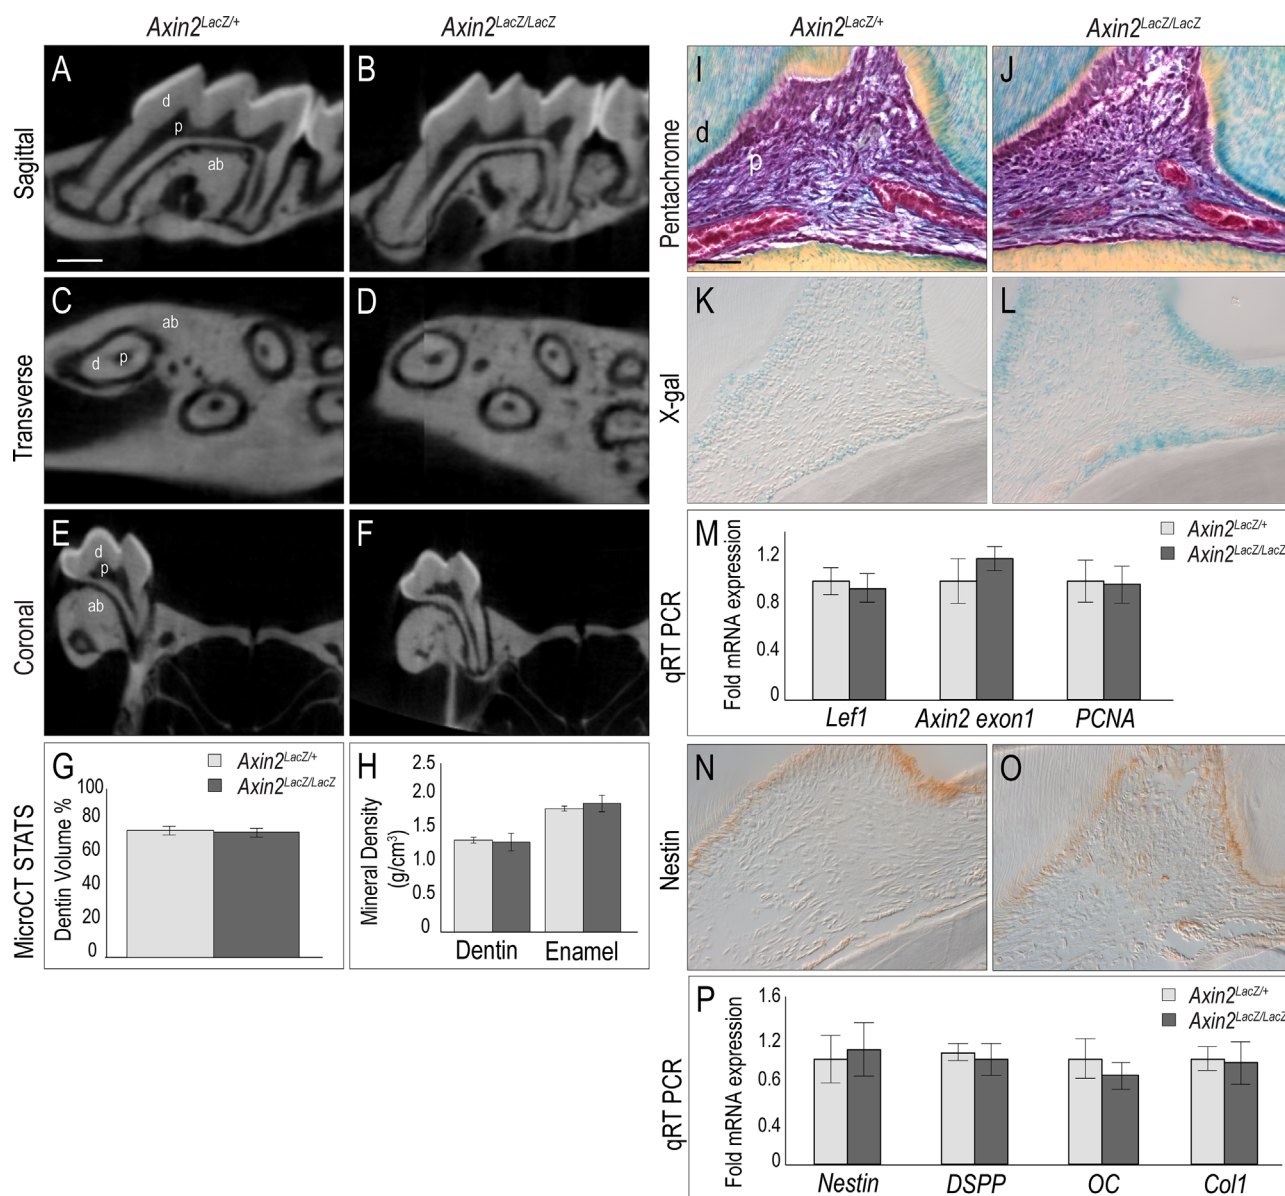 Axin2LacZ/+
Axin2LacZ/LacZ
Axin2LacZ/+
Axin2LacZ/LacZ
Sagittal
A
d
p
ab
B
Transverse
C
ab
d
p
D
Coronal
E
d
p
ab
F
MicroCT STATS
G
Axin2LacZ/+
Axin2LacZ/LacZ
Dentin Volume %
100
80
60
40
20
0
H
Mineral Density
(g/cm3)
2.5
2.0
1.5
1.0
0.5
0
Dentin
Enamel
Pentachrome
I
d
p
J
X-gal
K
L
qRT PCR
M
Axin2LacZ/+
Axin2LacZ/LacZ
Fold mRNA expression
1.2
0.8
0.4
0
Lef1
Axin2 exon1
PCNA
Nestin
N
O
qRT PCR
P
Axin2LacZ/+
Axin2LacZ/LacZ
Fold mRNA expression
1.6
1.2
0.6
0.4
0
Nestin
DSPP
OC
Col1